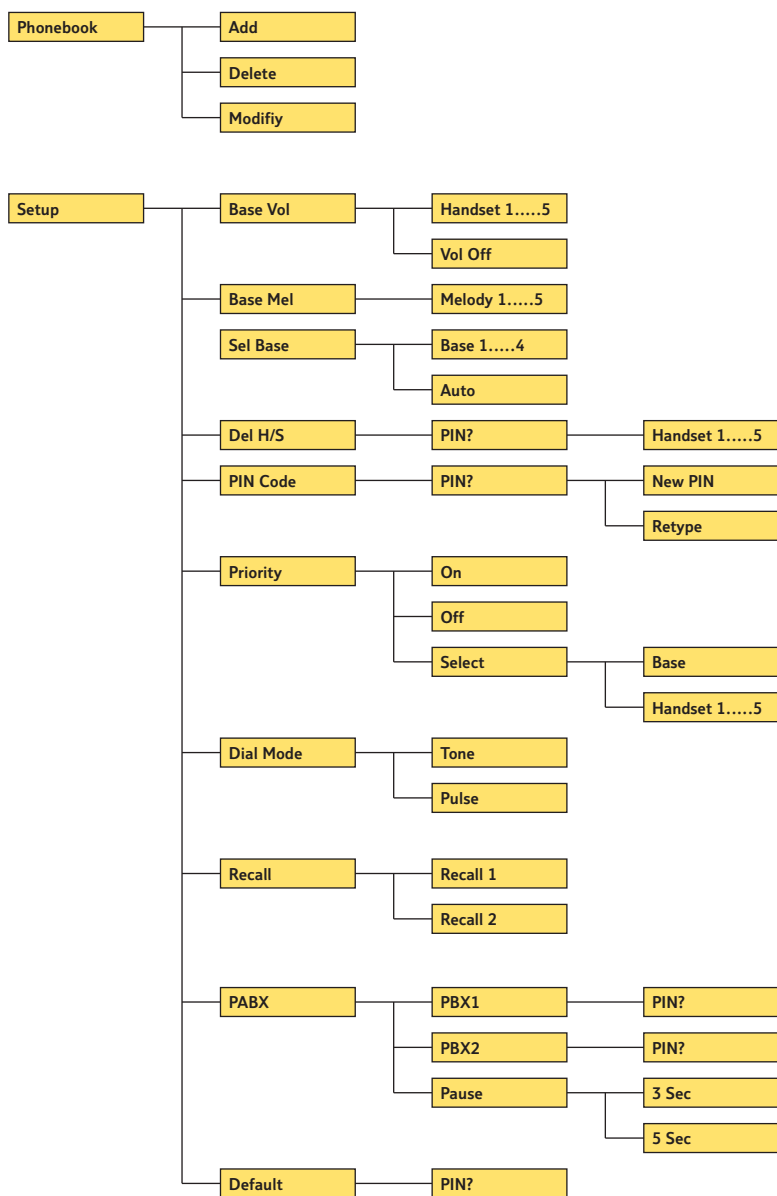 Phonebook Add
Delete
Modifiy
Setup Base Vol Handset 1.....5
Vol Off
Base Mel Melody 1.....5
Sel Base Base 1.....4
Auto
Del H/S PIN? Handset 1.....5
PIN Code PIN? New PIN
Retype
Priority On
Off
Select Base
Handset 1.....5
Dial Mode Tone
Pulse
Recall Recall 1
Recall 2
PABX PBX1 PIN?
PBX2 PIN?
Pause 3 Sec
5 Sec
Default PIN?